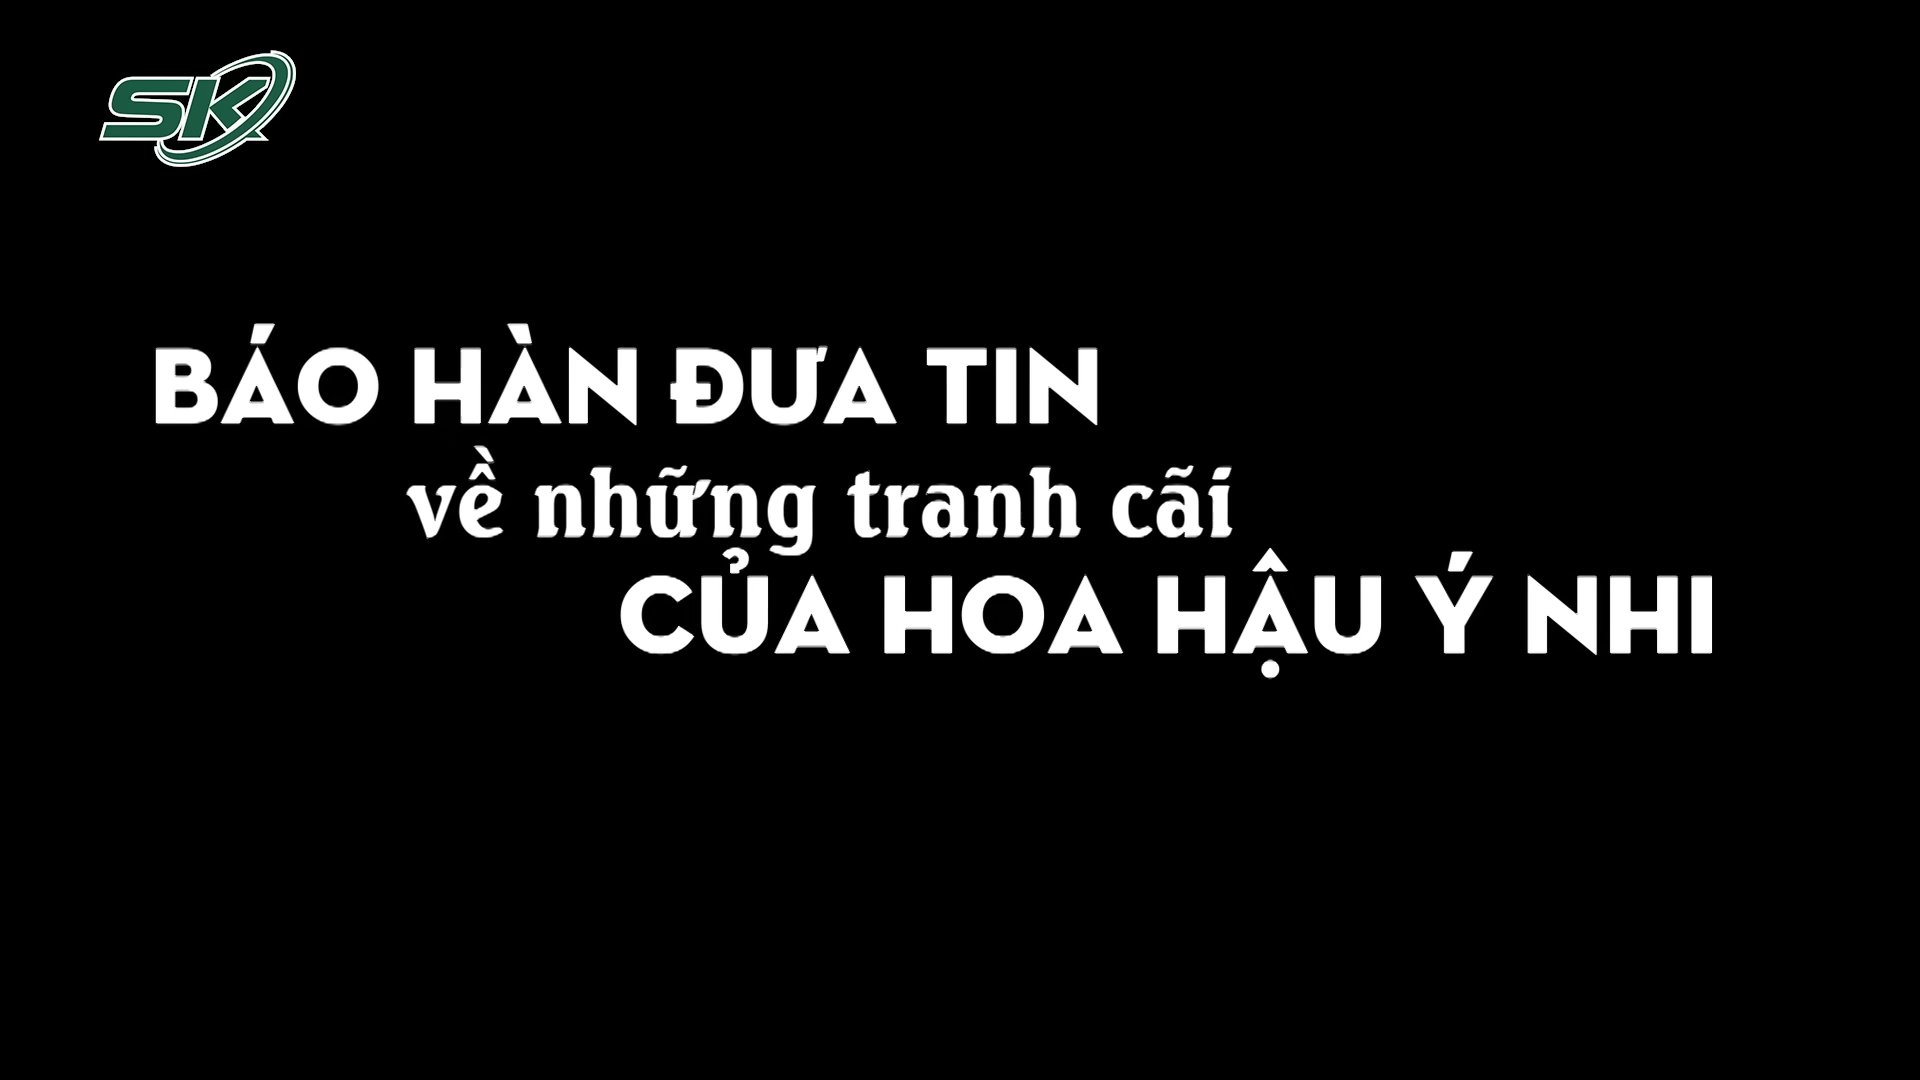 SK
BÁO HÀN ĐƯA TIN
về những tranh cãi
CỦA HOA HẬU Ý NHI